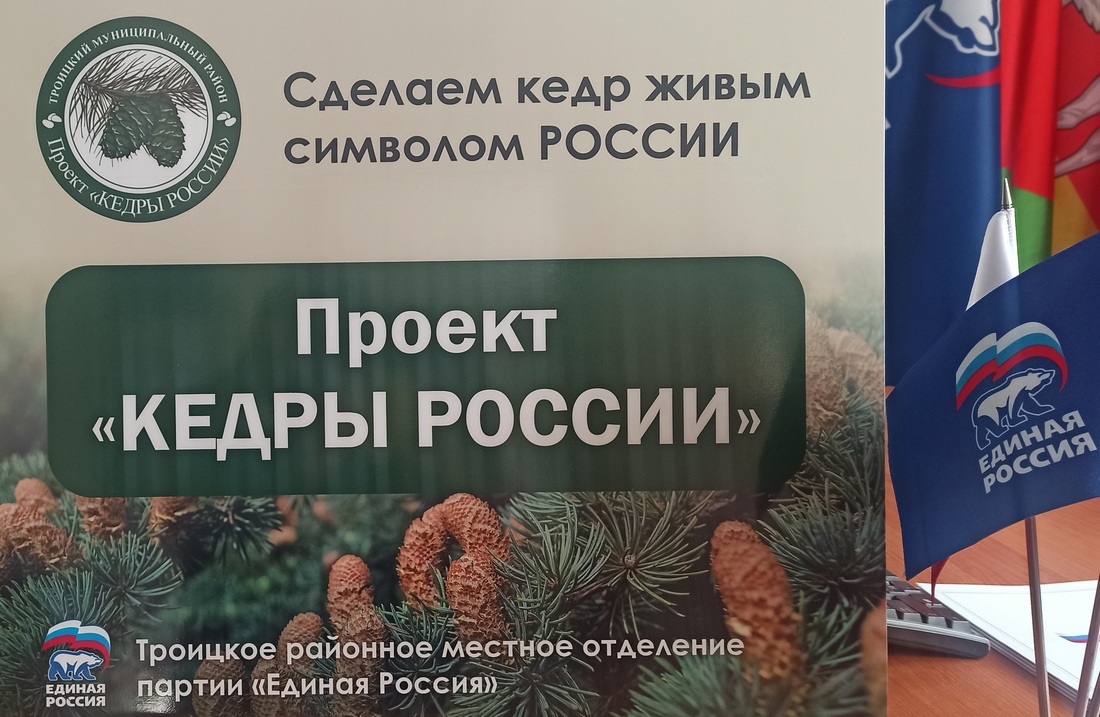 ТРОИЦКИЙ МУНИЦИПАЛЬНЫЙ РАЙОН
Проект «КЕДРЫ РОССИИ»
Сделаем кедр живым
символом РОССИИ
Проект
«КЕДРЫ РОССИИ»
ЕДИНАЯ
РОССИЯ
Троицкое районное местное отделение
партии «Единая Россия»
ЕДИНАЯ
РОССИЯ